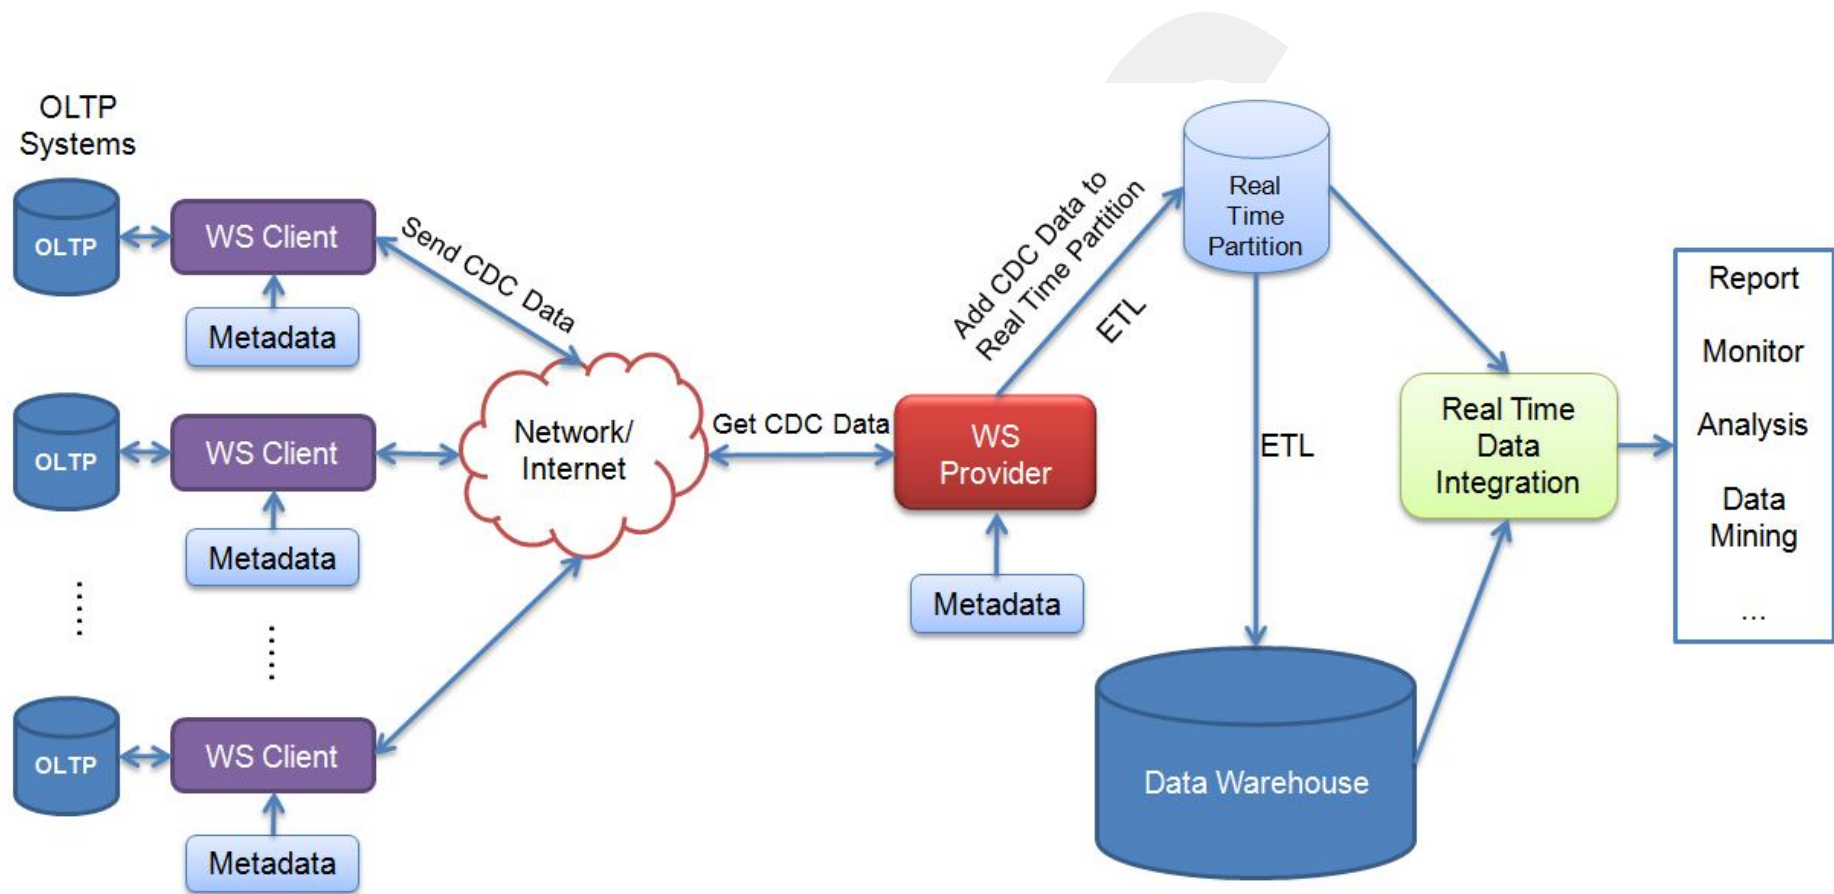 OLTP
Systems
OLTP
WS Client
Metadata
Send CDC Data
OLTP
WS Client
Metadata
......
......
OLTP
WS Client
Metadata
Network/
Internet
Get CDC Data
WS
Provider
Metadata
Add CDC Data to
Real Time Partition
ETL
Real
Time
Partition
ETL
Data Warehouse
Real Time
Data
Integration
Report
Monitor
Analysis
Data
Mining
...